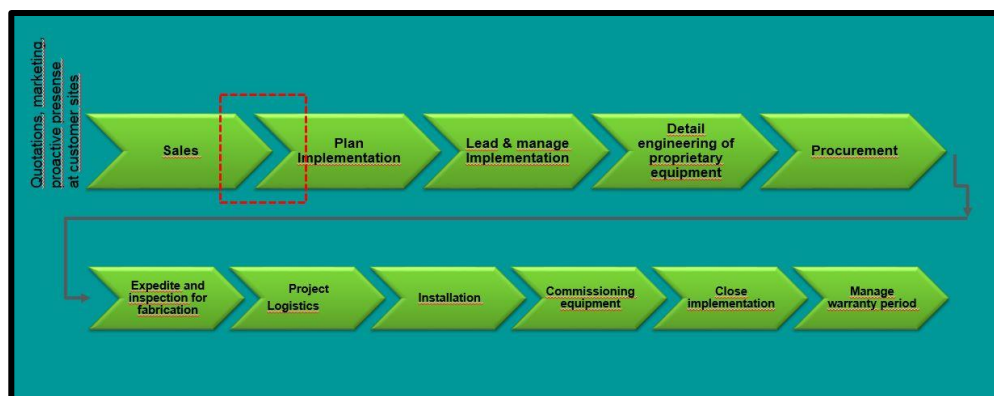 Quotations, marketing,
proactive presense
at customer sites
Sales
Plan
Implementation
Lead & manage
Implementation
Detail
engineering of
proprietary
equipment
Procurement
Expedite and
inspection for
fabrication
Project
Logistics
Installation
Commissioning
equipment
Close
implementation
Manage
warranty period